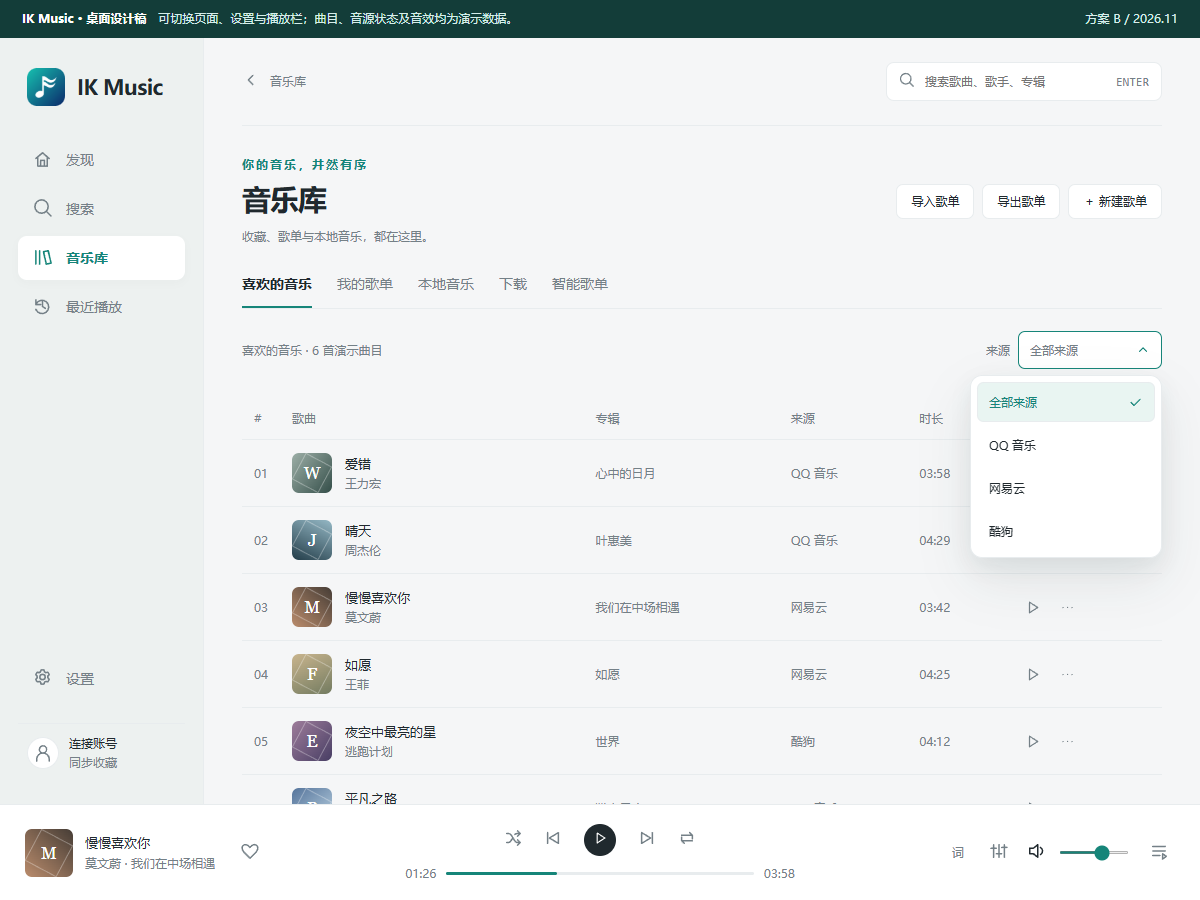 IK Music • 桌面设计稿 可切换页面、设置与播放栏；曲目、音源状态及音效均为演示数据。 方案 B / 2026.11
IK Music
音乐库
搜索歌曲、歌手、专辑 ENTER
发现
搜索
音乐库
最近播放
设置
连接账号
同步收藏
你的音乐，井然有序
音乐库
收藏、歌单与本地音乐，都在这里。
导入歌单 导出歌单 + 新建歌单
喜欢的音乐 我的歌单 本地音乐 下载 智能歌单
喜欢的音乐 · 6 首演示曲目
来源 全部来源
全部来源
QQ 音乐
网易云
酷狗
# 歌曲 专辑 来源 时长
01 W 爱错 心中的日月 QQ 音乐 03:58
王力宏
02 J 晴天 叶惠美 QQ 音乐 04:29
周杰伦
03 M 慢慢喜欢你 我们在中场相遇 网易云 03:42 ···
莫文蔚
04 F 如愿 如愿 网易云 04:25 ···
王菲
05 E 夜空中最亮的星 世界 酷狗 04:12 ···
逃跑计划
平凡之路
M 慢慢喜欢你
莫文蔚 · 我们在中场相遇
01:26 03:58
词